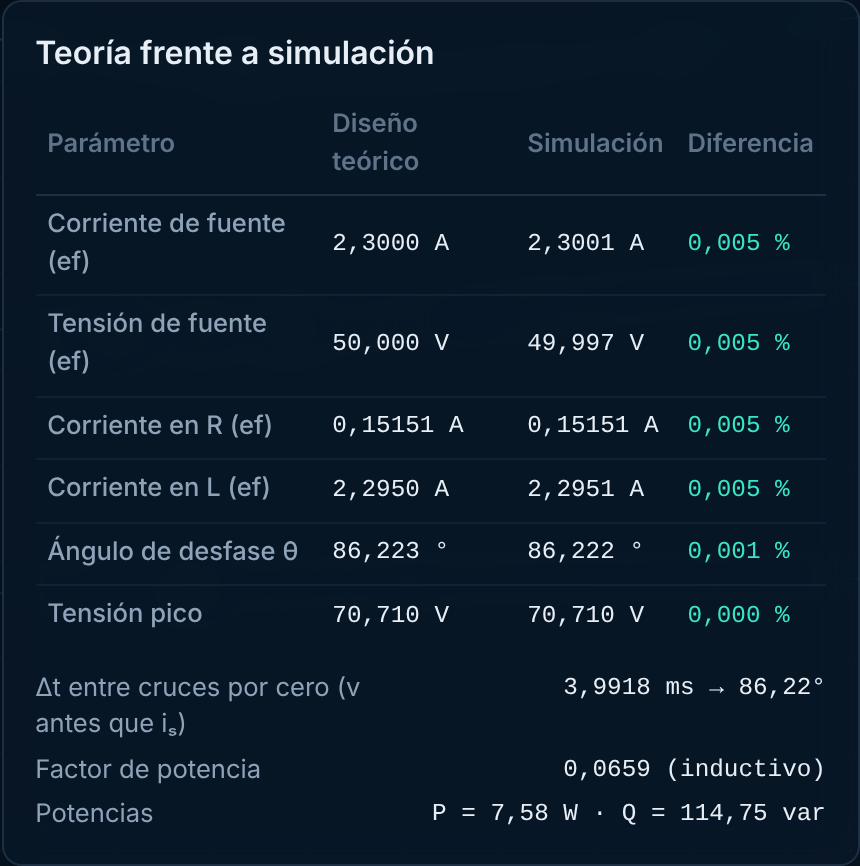 Teoría frente a simulación
Parámetro Diseño teórico Simulación Diferencia
Corriente de fuente (ef) 2,3000 A 2,3001 A 0,005 %
Tensión de fuente (ef) 50,000 V 49,997 V 0,005 %
Corriente en R (ef) 0,15151 A 0,15151 A 0,005 %
Corriente en L (ef) 2,2950 A 2,2951 A 0,005 %
Ángulo de desfase θ 86,223 ° 86,222 ° 0,001 %
Tensión pico 70,710 V 70,710 V 0,000 %
Δt entre cruces por cero (v antes que iₛ) 3,9918 ms → 86,22°
Factor de potencia 0,0659 (inductivo)
Potencias P = 7,58 W · Q = 114,75 var